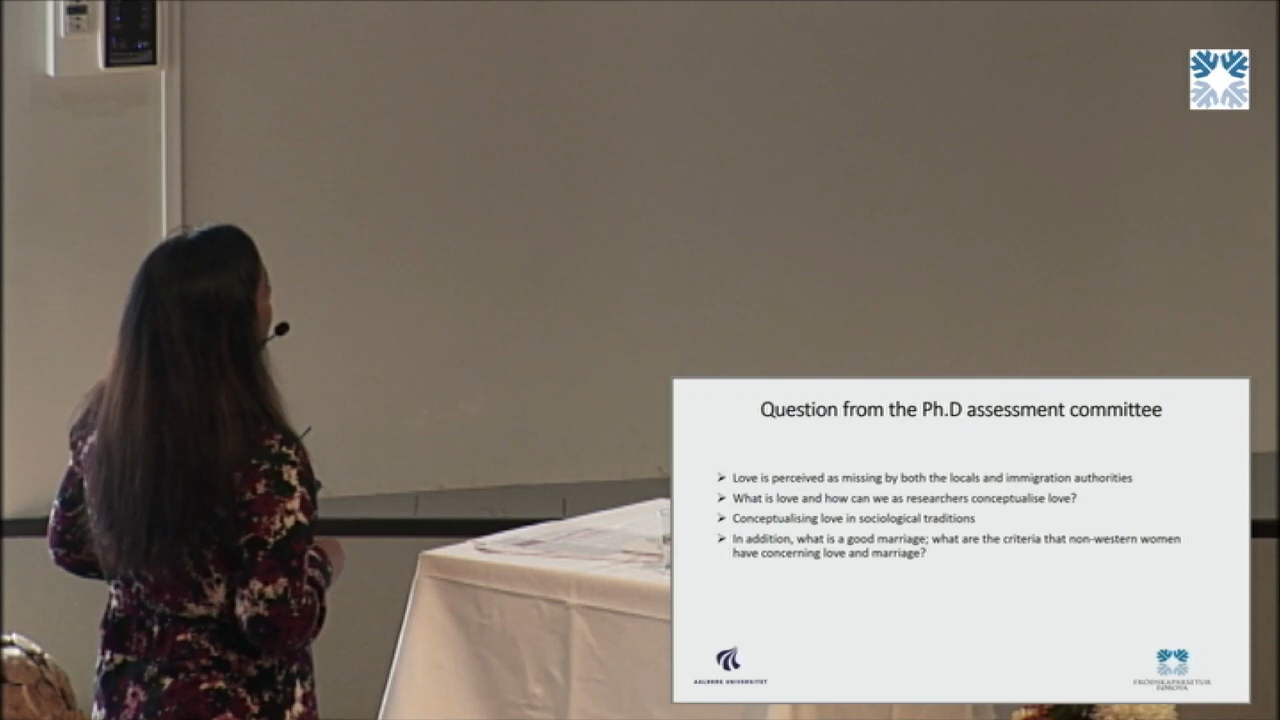 Question from the Ph.D assessment committee
➢ Love is perceived as missing by both the locals and immigration authorities
➢ What is love and how can we as researchers conceptualise love?
➢ Conceptualising love in sociological traditions
➢ In addition, what is a good marriage; what are the criteria that non-western women
have concerning love and marriage?
AALBORG UNIVERSITET
FRÓÐSKAPARSETUR
FØROYA